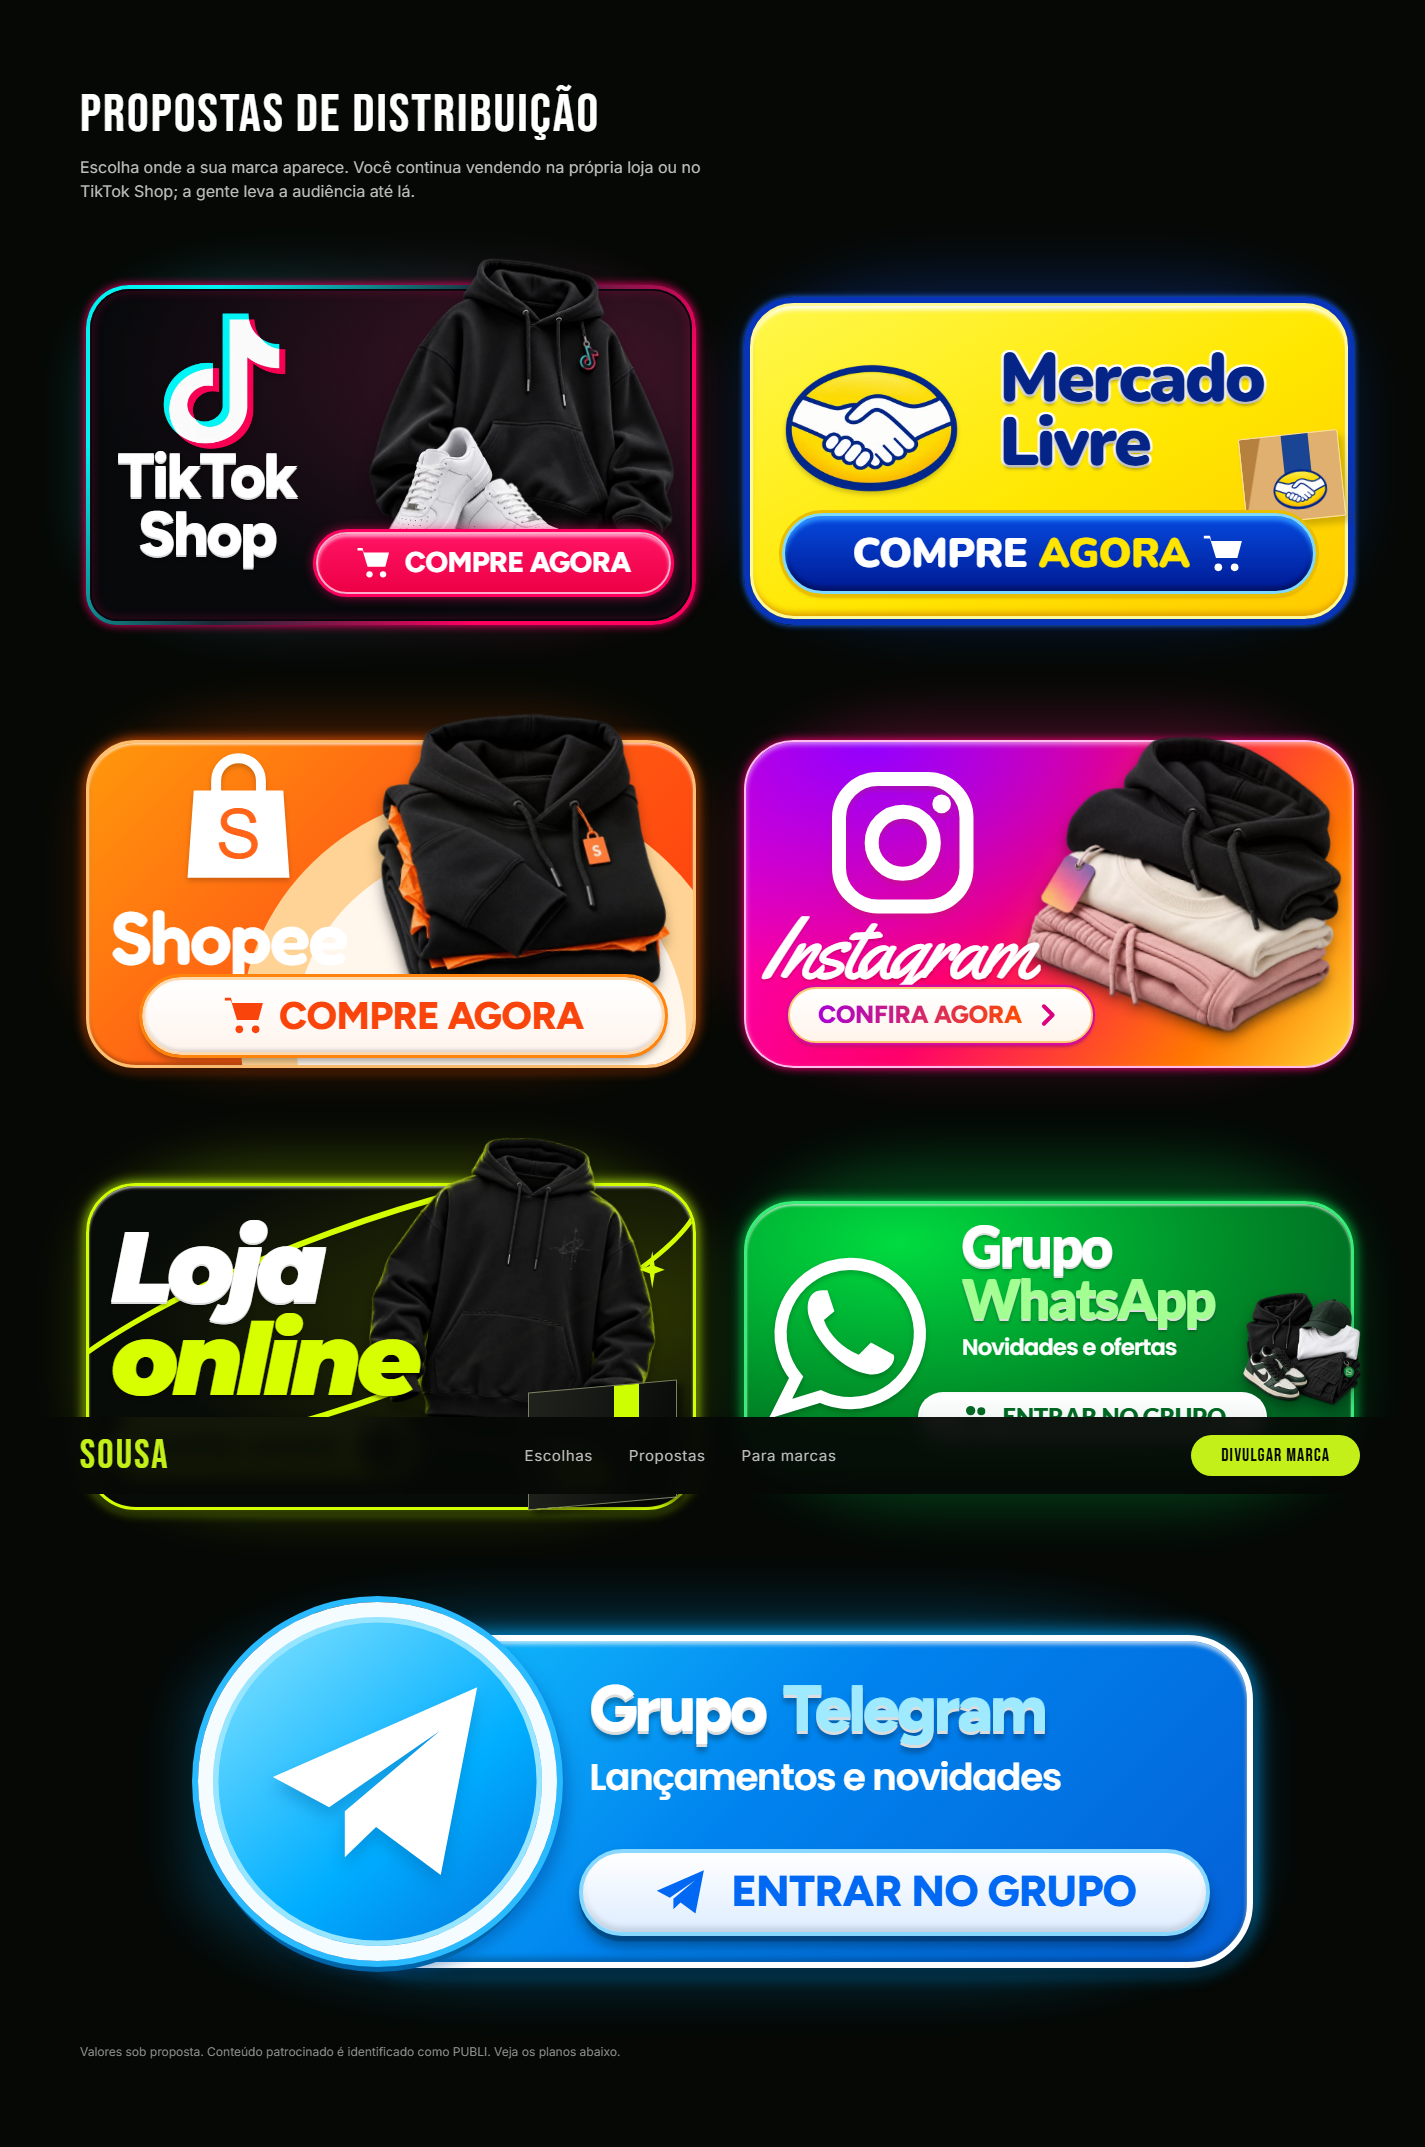 PROPOSTAS DE DISTRIBUIÇÃO
Escolha onde a sua marca aparece. Você continua vendendo na própria loja ou no
TikTok Shop; a gente leva a audiência até lá.
TikTok
Shop
COMPRE AGORA
Mercado
Livre
COMPRE AGORA
S
Shopee
S
COMPRE AGORA
Instagram
CONFIRA AGORA
Loja
online
Grupo
WhatsApp
Novidades e ofertas
ENTRAR NO GRUPO
SOUSA
Escolhas
Propostas
Para marcas
DIVULGAR MARCA
Grupo Telegram
Lançamentos e novidades
ENTRAR NO GRUPO
Valores sob proposta. Conteúdo patrocinado é identificado como PUBLI. Veja os planos abaixo.